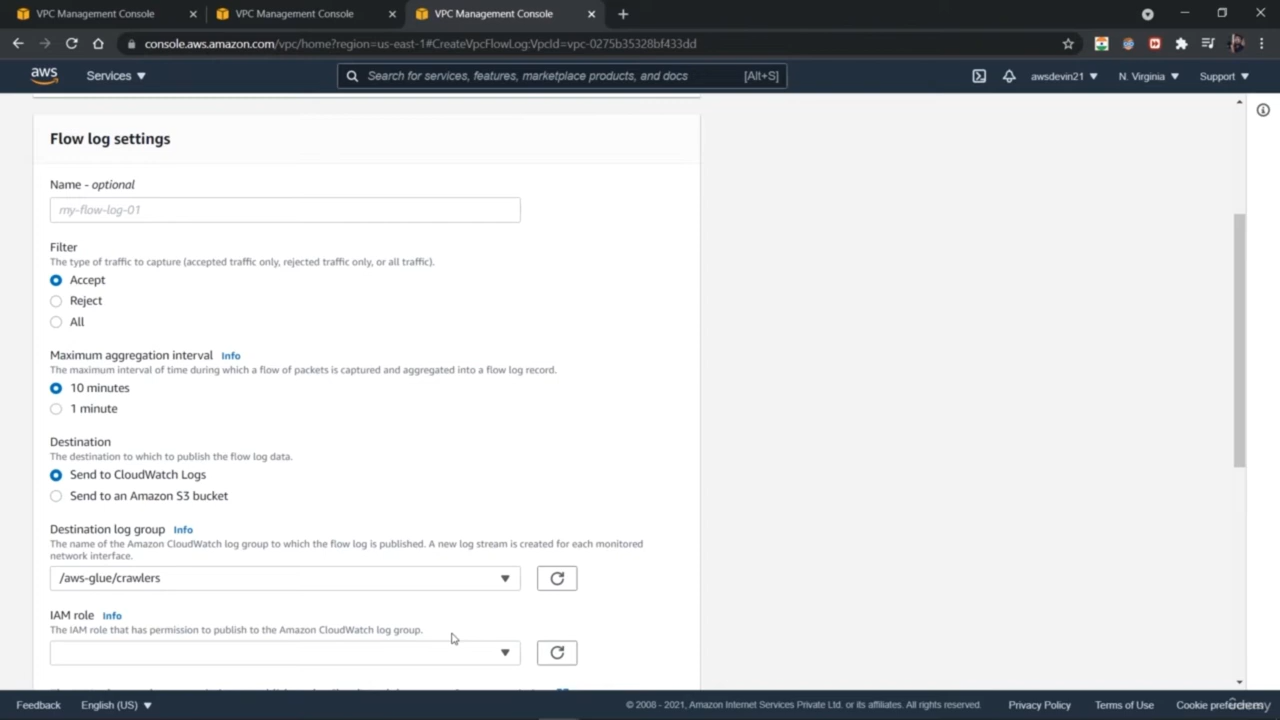 VPC Management Console
VPC Management Console
VPC Management Console
console.aws.amazon.com/vpc/home?region=us-east-1#CreateVpcFlowLog:VpcId=vpc-0275b35328bf433dd
aws
Services
Search for services, features, marketplace products, and docs
[Alt+S]
awsdevin21
N. Virginia
Support
Flow log settings
Name - optional
my-flow-log-01
Filter
The type of traffic to capture (accepted traffic only, rejected traffic only, or all traffic).
Accept
Reject
All
Maximum aggregation interval Info
The maximum interval of time during which a flow of packets is captured and aggregated into a flow log record.
10 minutes
1 minute
Destination
The destination to which to publish the flow log data.
Send to CloudWatch Logs
Send to an Amazon S3 bucket
Destination log group Info
The name of the Amazon CloudWatch log group to which the flow log is published. A new log stream is created for each monitored
network interface.
/aws-glue/crawlers
IAM role Info
The IAM role that has permission to publish to the Amazon CloudWatch log group.
Feedback
English (US)
© 2008 - 2021, Amazon Internet Services Private Ltd. or its affiliates. All rights reserved.
Privacy Policy
Terms of Use
Cookie preferences